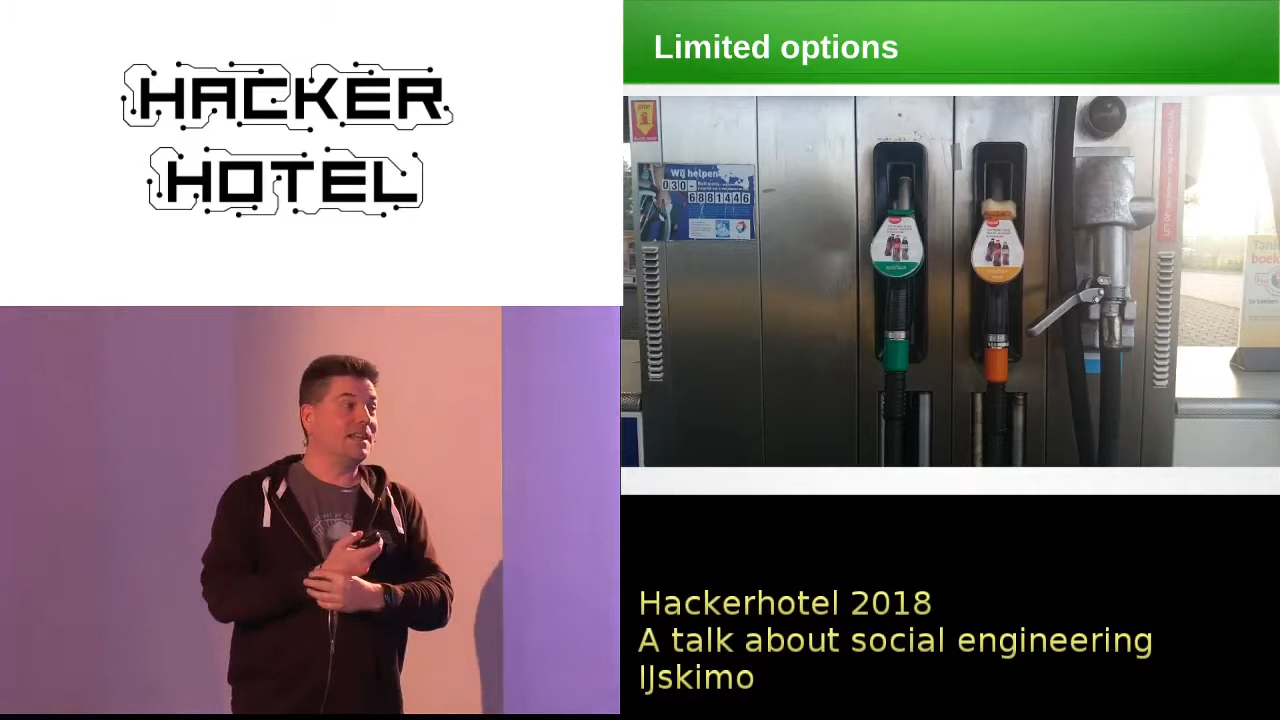 HACKER
HOTEL
Limited options
Wij helpen
030-
6881446
Hackerhotel 2018
A talk about social engineering
IJskimo